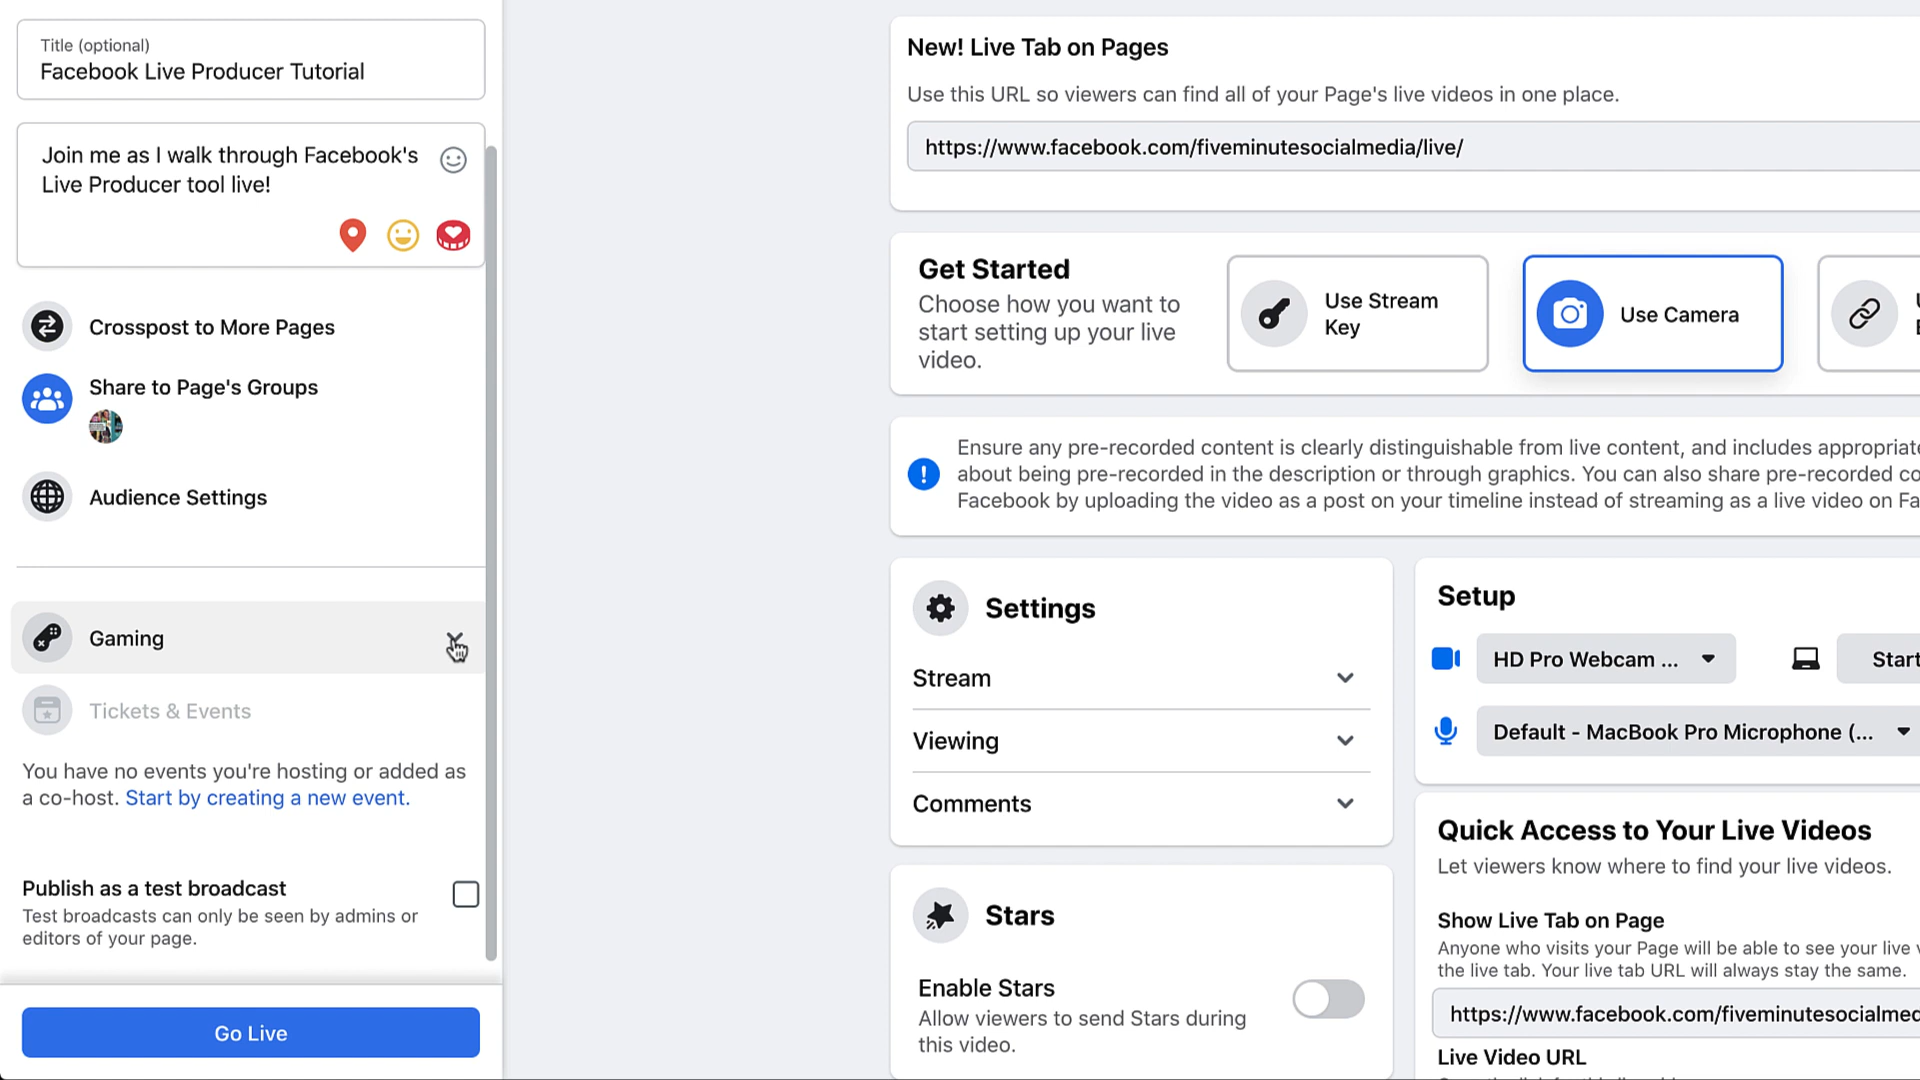 Title (optional)
Facebook Live Producer Tutorial
Join me as I walk through Facebook's
Live Producer tool live!
Crosspost to More Pages
Share to Page's Groups
Audience Settings
Gaming
Tickets & Events
You have no events you're hosting or added as
a co-host. Start by creating a new event.
Publish as a test broadcast
Test broadcasts can only be seen by admins or
editors of your page.
Go Live
New! Live Tab on Pages
Use this URL so viewers can find all of your Page's live videos in one place.
https://www.facebook.com/fiveminutesocialmedia/live/
Get Started
Choose how you want to
start setting up your live
video.
Use Stream
Key
Use Camera
Ensure any pre-recorded content is clearly distinguishable from live content, and includes appropriate
about being pre-recorded in the description or through graphics. You can also share pre-recorded co
Facebook by uploading the video as a post on your timeline instead of streaming as a live video on Fa
Settings
Stream
Viewing
Comments
Stars
Enable Stars
Allow viewers to send Stars during
this video.
Setup
HD Pro Webcam ...
Start
Default - MacBook Pro Microphone (...
Quick Access to Your Live Videos
Let viewers know where to find your live videos.
Show Live Tab on Page
Anyone who visits your Page will be able to see your live v
the live tab. Your live tab URL will always stay the same.
https://www.facebook.com/fiveminutesocialmed
Live Video URL